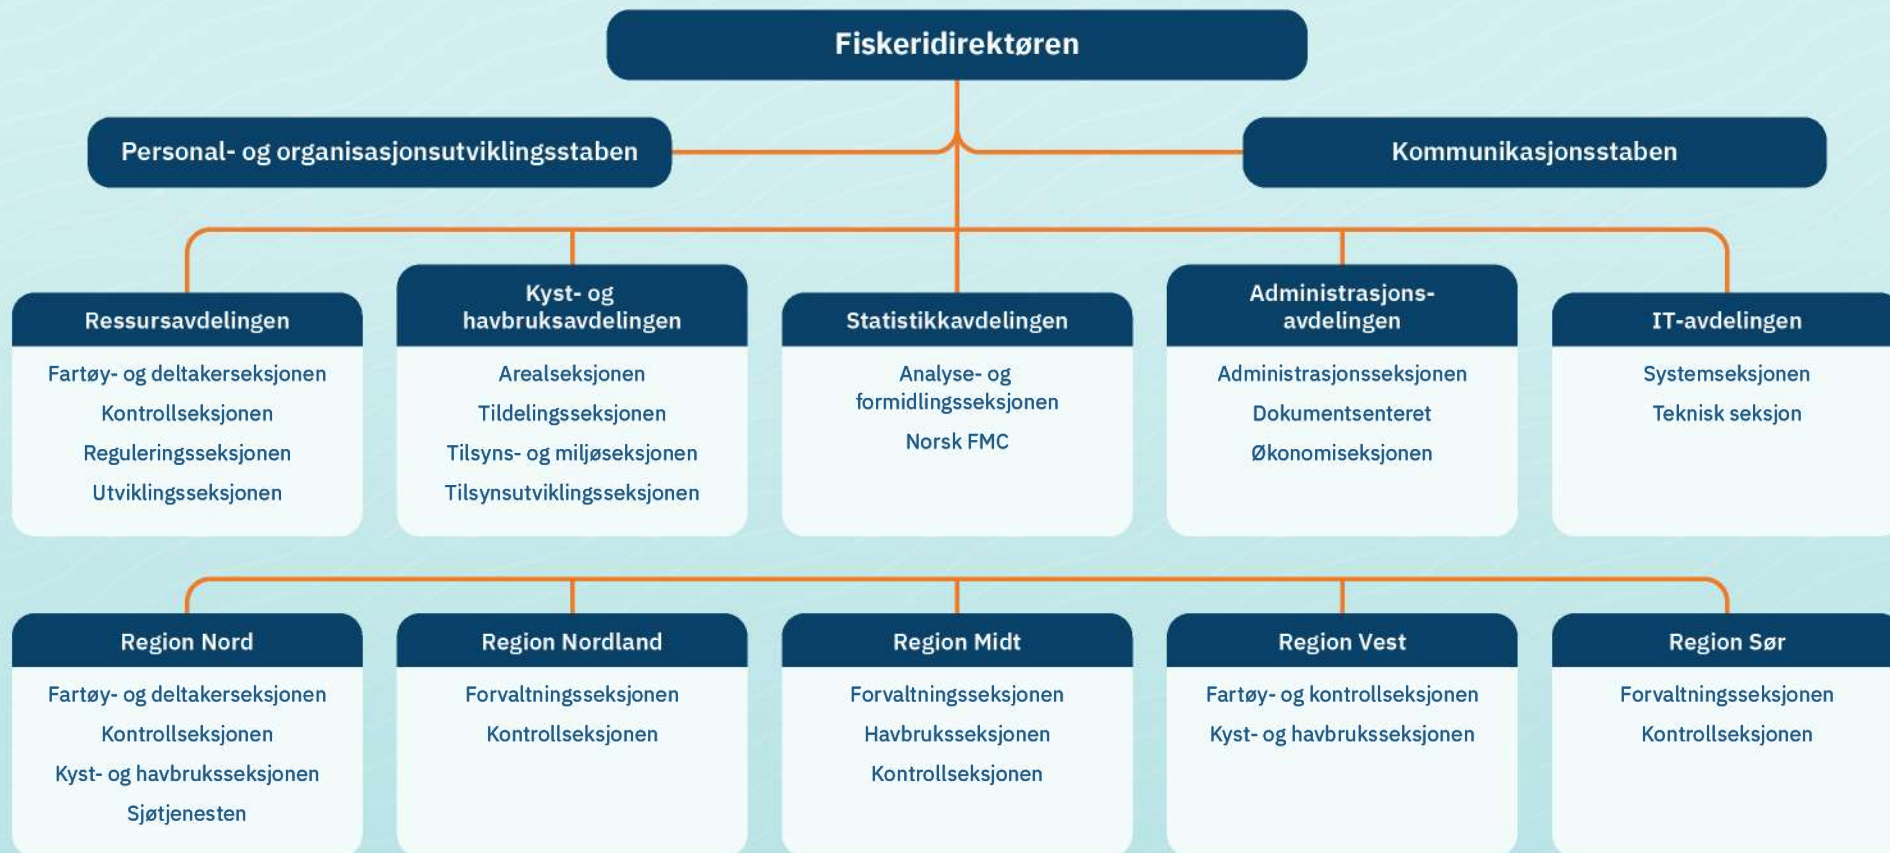 Fiskeridirektøren
Personal- og organisasjonsutviklingsstaben
Kommunikasjonsstaben
Ressursavdelingen
Fartøy- og deltakerseksjonen
Kontrollseksjonen
Reguleringsseksjonen
Utviklingsseksjonen
Kyst- og
havbruksavdelingen
Arealseksjonen
Tildelingsseksjonen
Tilsyns- og miljøseksjonen
Tilsynsutviklingsseksjonen
Statistikkavdelingen
Analyse- og
formidlingsseksjonen
Norsk FMC
Administrasjons-
avdelingen
Administrasjonsseksjonen
Dokumentsenteret
Økonomiseksjonen
IT-avdelingen
Systemseksjonen
Teknisk seksjon
Region Nord
Fartøy- og deltakerseksjonen
Kontrollseksjonen
Kyst- og havbruksseksjonen
Sjøtjenesten
Region Nordland
Forvaltningsseksjonen
Kontrollseksjonen
Region Midt
Forvaltningsseksjonen
Havbruksseksjonen
Kontrollseksjonen
Region Vest
Fartøy- og kontrollseksjonen
Kyst- og havbruksseksjonen
Region Sør
Forvaltningsseksjonen
Kontrollseksjonen